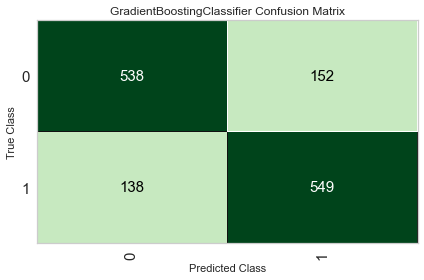 GradientBoostingClassifier Confusion Matrix
0
538
152
True Class
1
138
549
0
1
Predicted Class